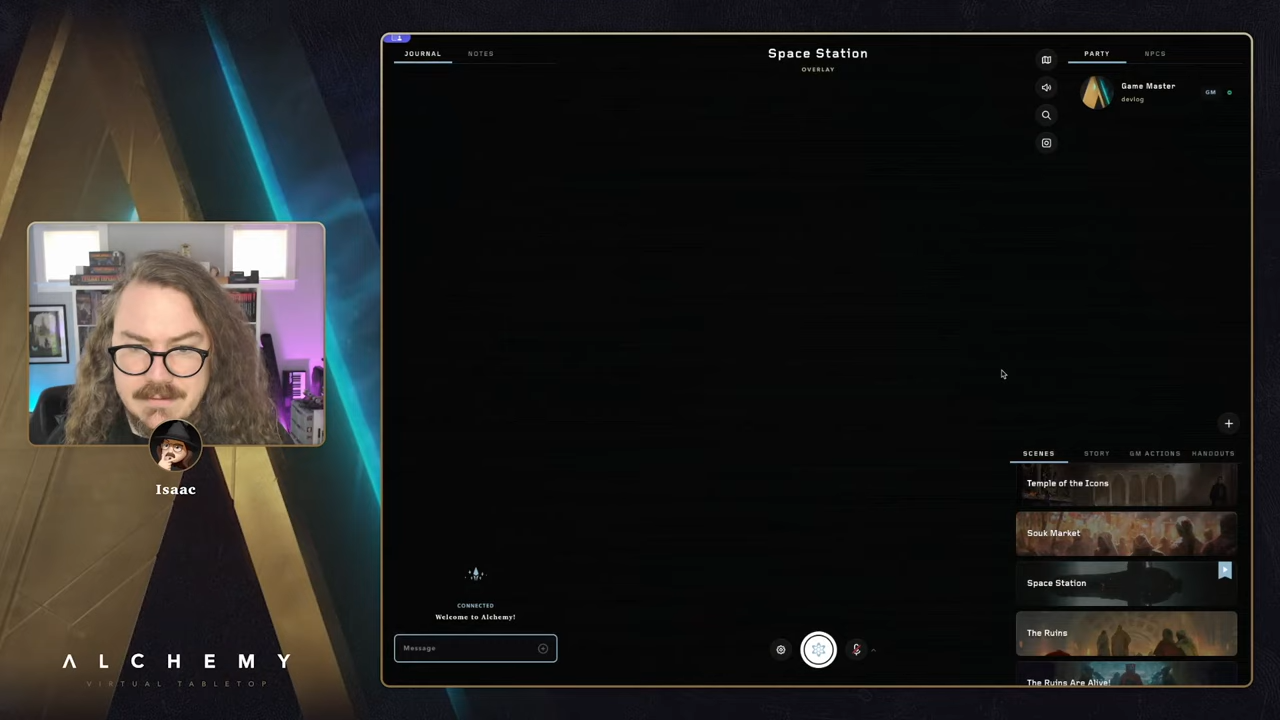 JOURNAL
NOTES
Space Station
OVERLAY
PARTY
NPCS
Game Master
devlog
GM
Isaac
ALCHEMY
VIRTUAL TABLETOP
CONNECTED
Welcome to Alchemy!
Message
SCENES
STORY
GM ACTIONS
HANDOUTS
Temple of the Icons
Souk Market
Space Station
The Ruins
The Ruins Are Alive!